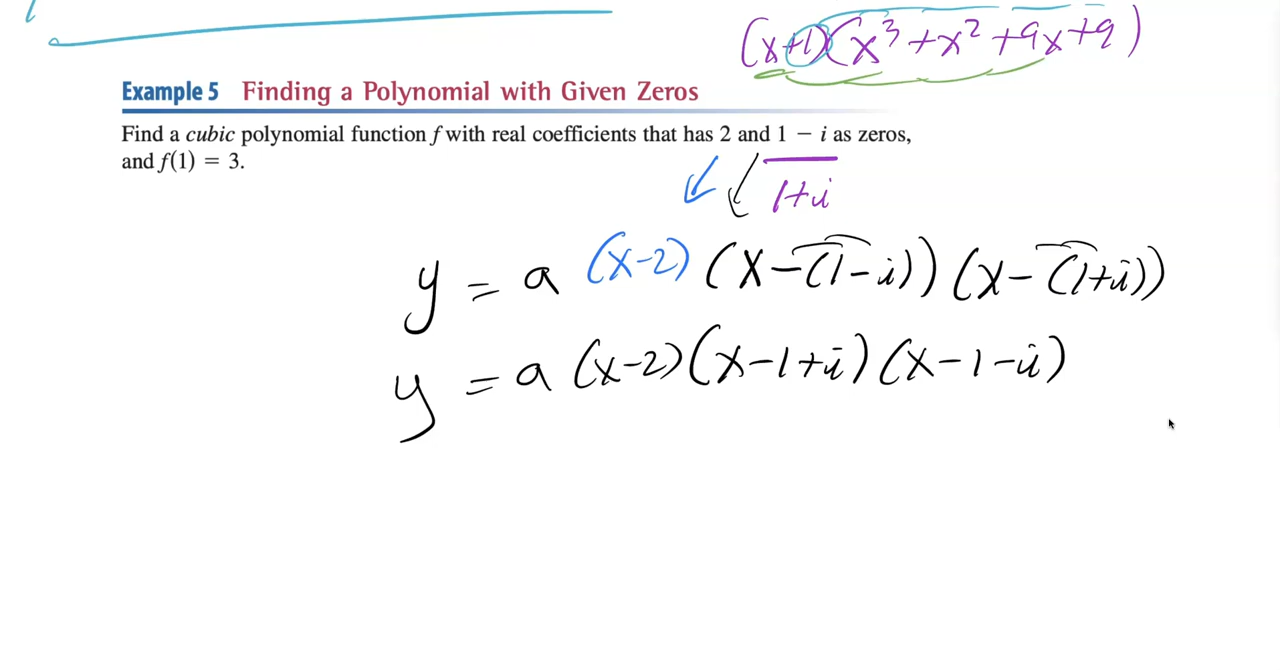 (x+1)(x³+x²+9x+9)
Example 5 Finding a Polynomial with Given Zeros
Find a cubic polynomial function f with real coefficients that has 2 and 1 − i as zeros,
and f(1) = 3.
1+i
y = a (x-2) (x-(1-i)) (x-(1+i))
y = a (x-2)(x-1+i)(x-1-i)